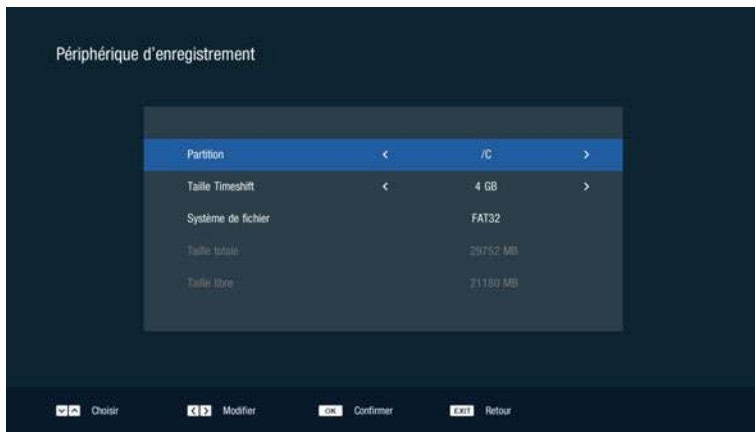 Périphérique d'enregistrement
Partition < /C >
Taille Timeshift < 4 GB >
Système de fichier FAT32
Taille totale 29752 MB
Taille libre 21180 MB
Choisir < > Modifier OK Confirmer EXIT Retour